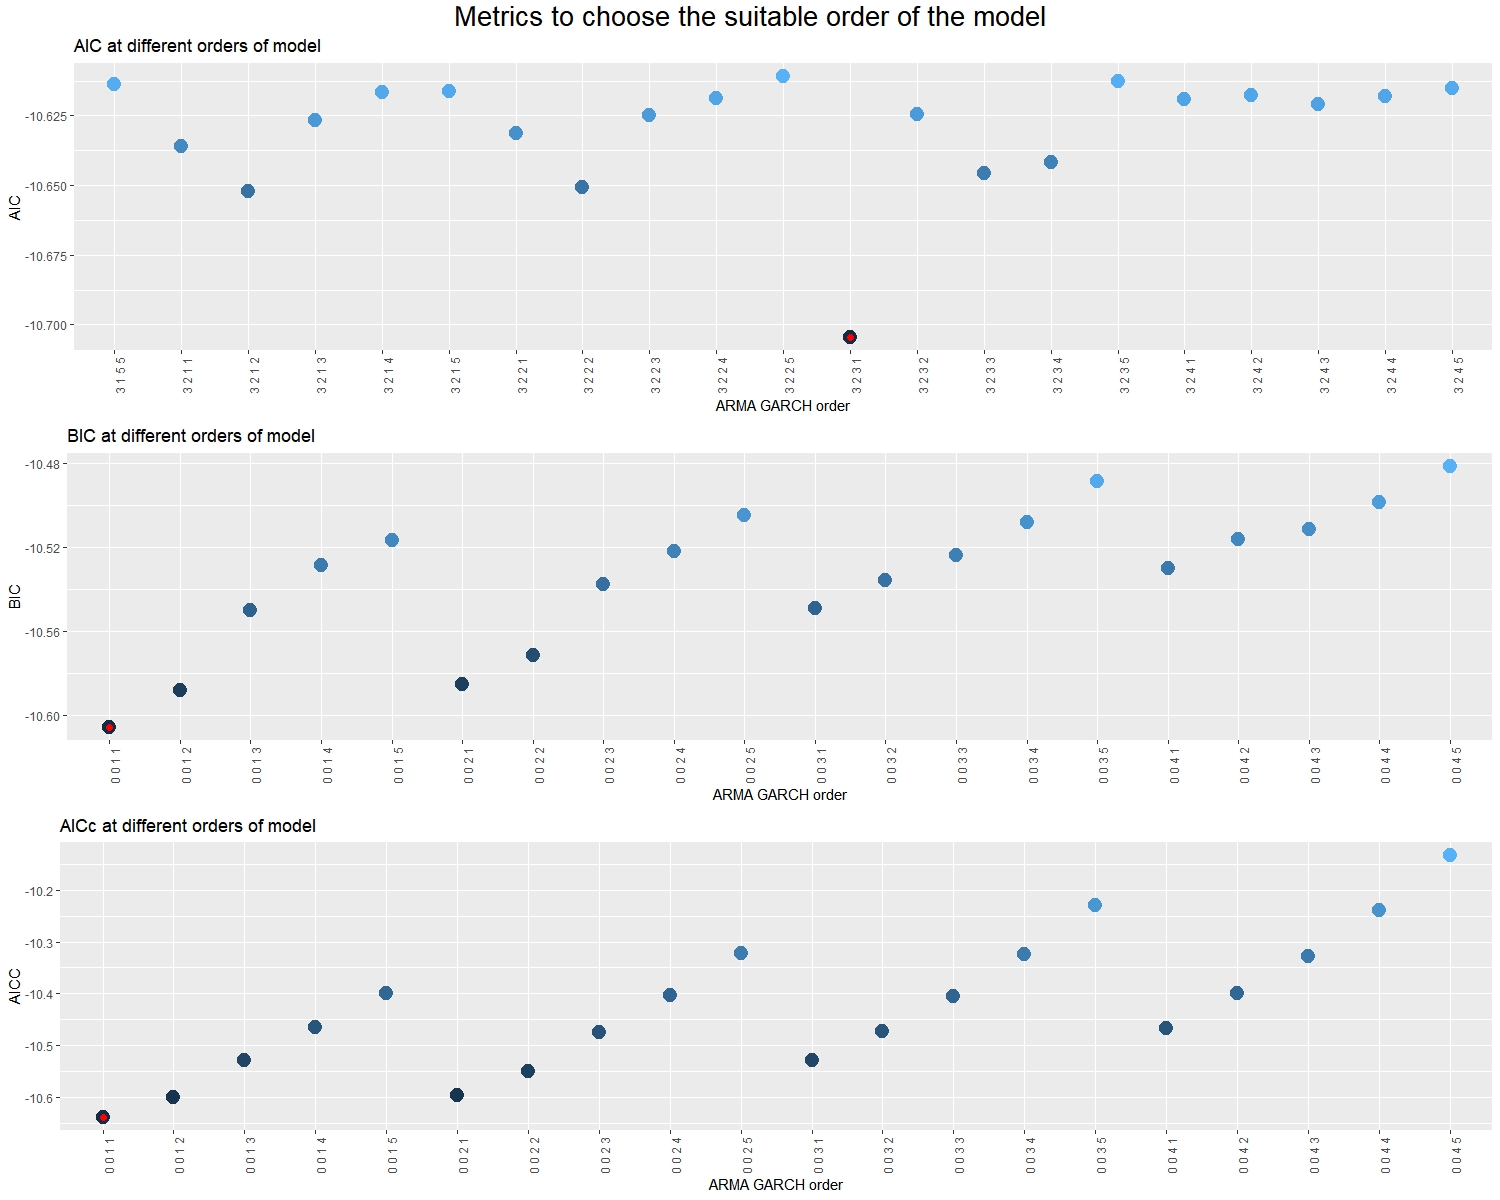 Metrics to choose the suitable order of the model
AIC at different orders of model
AIC
-10.625
-10.650
-10.675
-10.700
3 1 5 5
3 2 1 1
3 2 1 2
3 2 1 3
3 2 1 4
3 2 1 5
3 2 2 1
3 2 2 2
3 2 2 3
3 2 2 4
3 2 2 5
3 2 3 1
3 2 3 2
3 2 3 3
3 2 3 4
3 2 3 5
3 2 4 1
3 2 4 2
3 2 4 3
3 2 4 4
3 2 4 5
ARMA GARCH order
BIC at different orders of model
BIC
-10.48
-10.52
-10.56
-10.60
0 0 1 1
0 0 1 2
0 0 1 3
0 0 1 4
0 0 1 5
0 0 2 1
0 0 2 2
0 0 2 3
0 0 2 4
0 0 2 5
0 0 3 1
0 0 3 2
0 0 3 3
0 0 3 4
0 0 3 5
0 0 4 1
0 0 4 2
0 0 4 3
0 0 4 4
0 0 4 5
ARMA GARCH order
AICc at different orders of model
AICC
-10.2
-10.3
-10.4
-10.5
-10.6
0 0 1 1
0 0 1 2
0 0 1 3
0 0 1 4
0 0 1 5
0 0 2 1
0 0 2 2
0 0 2 3
0 0 2 4
0 0 2 5
0 0 3 1
0 0 3 2
0 0 3 3
0 0 3 4
0 0 3 5
0 0 4 1
0 0 4 2
0 0 4 3
0 0 4 4
0 0 4 5
ARMA GARCH order